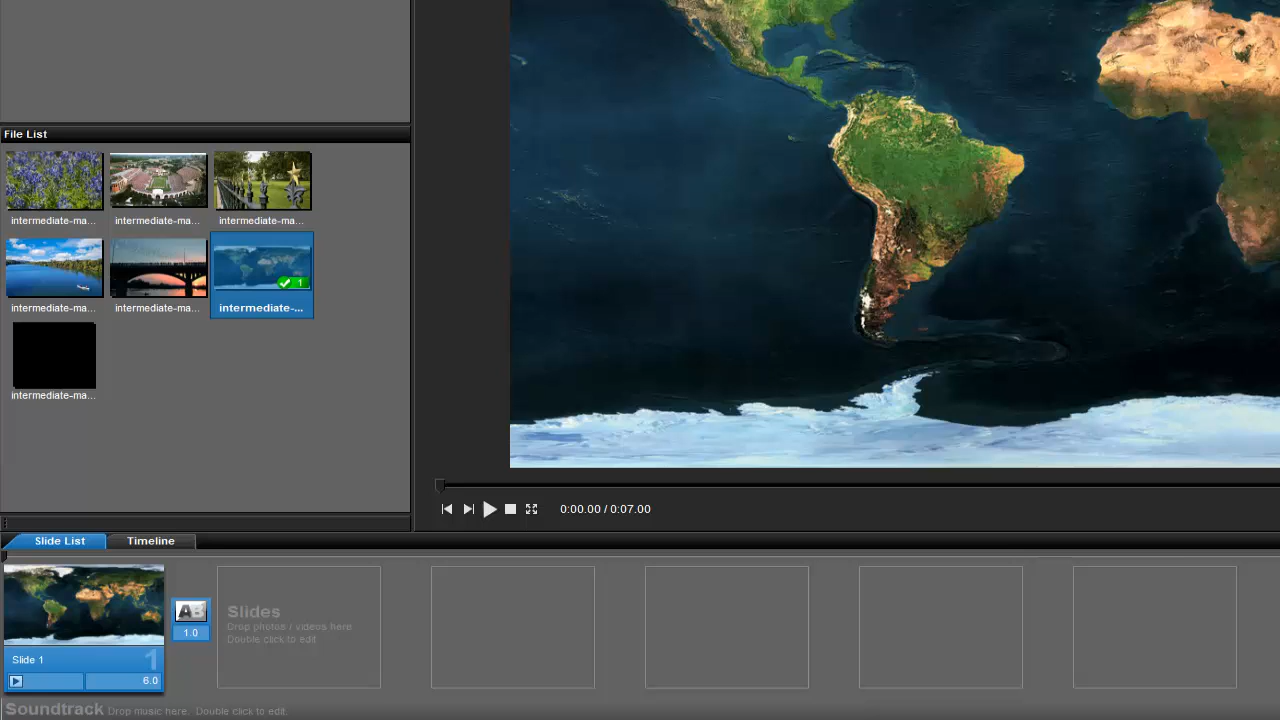 File List
intermediate-ma...
intermediate-ma...
intermediate-ma...
intermediate-ma...
intermediate-ma...
1
intermediate-...
intermediate-ma...
0:00.00 / 0:07.00
Slide List
Timeline
AB
1.0
Slides
Drop photos / videos here.
Double click to edit.
Slide 1
1
6.0
Soundtrack Drop music here. Double click to edit.